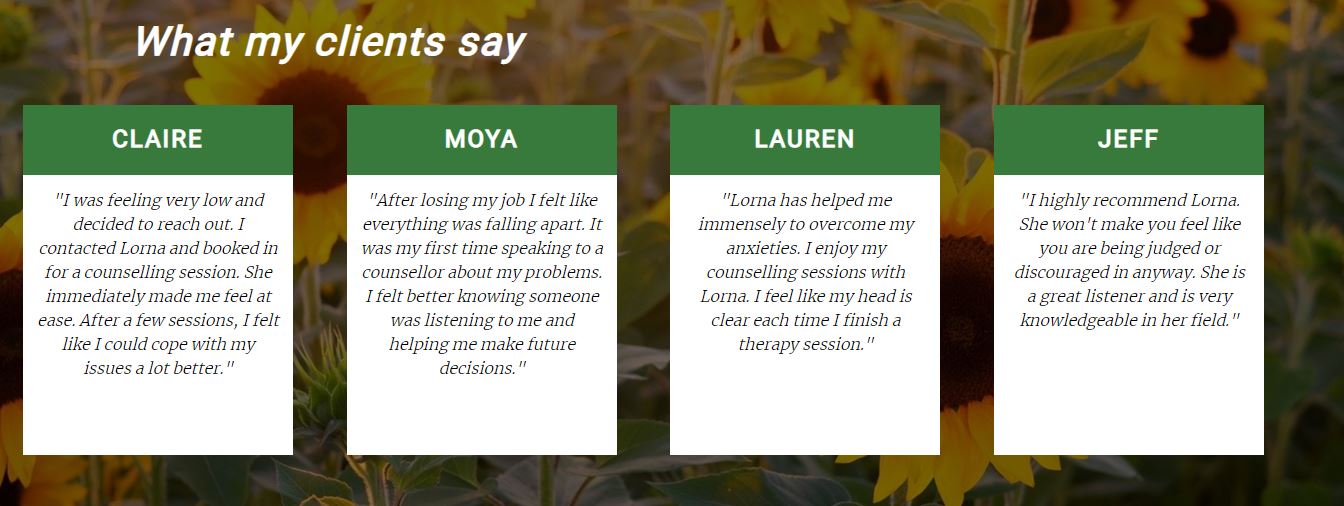 What my clients say
CLAIRE
"I was feeling very low and
decided to reach out. I
contacted Lorna and booked in
for a counselling session. She
immediately made me feel at
ease. After a few sessions, I felt
like I could cope with my
issues a lot better."
MOYA
"After losing my job I felt like
everything was falling apart. It
was my first time speaking to a
counsellor about my problems.
I felt better knowing someone
was listening to me and
helping me make future
decisions."
LAUREN
"Lorna has helped me
immensely to overcome my
anxieties. I enjoy my
counselling sessions with
Lorna. I feel like my head is
clear each time I finish a
therapy session."
JEFF
"I highly recommend Lorna.
She won't make you feel like
you are being judged or
discouraged in anyway. She is
a great listener and is very
knowledgeable in her field."